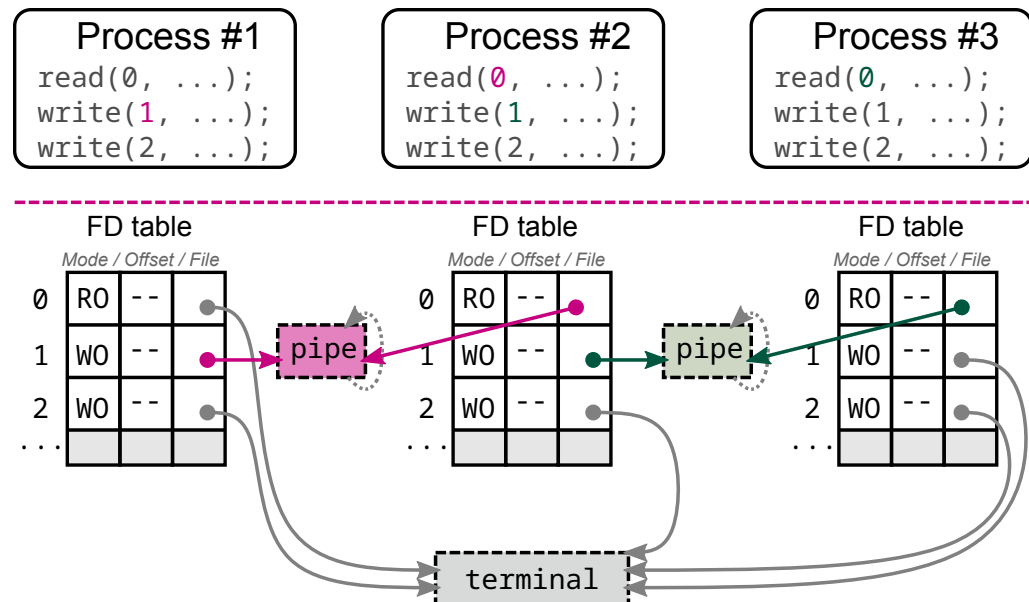 Process #1
read(0, ...);
write(1, ...);
write(2, ...);
Process #2
read(0, ...);
write(1, ...);
write(2, ...);
Process #3
read(0, ...);
write(1, ...);
write(2, ...);
FD table
Mode / Offset / File
0 RO --
1 WO --
2 WO --
...
pipe
FD table
Mode / Offset / File
0 RO --
1 WO --
2 WO --
...
pipe
FD table
Mode / Offset / File
0 RO --
1 WO --
2 WO --
...
terminal